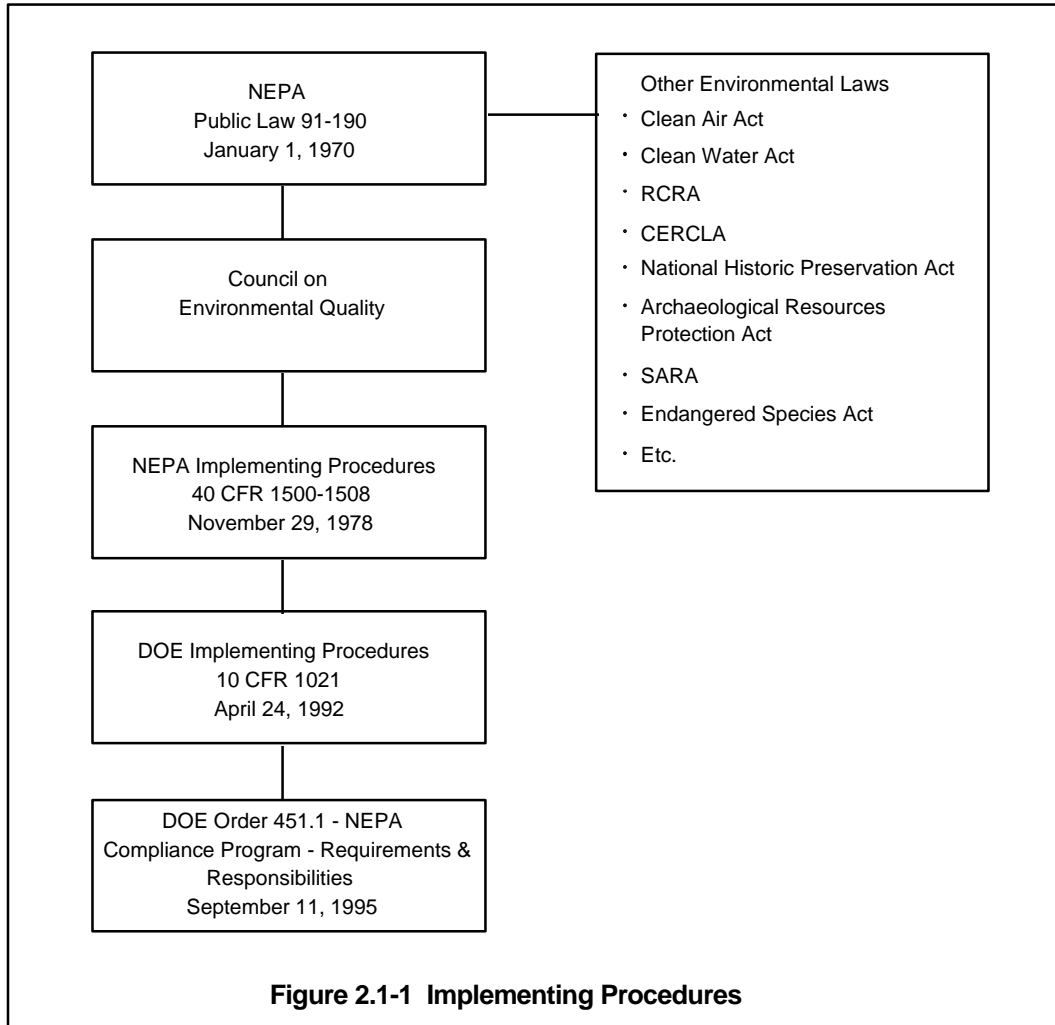 NEPA
Public Law 91-190
January 1, 1970
Council on
Environmental Quality
NEPA Implementing Procedures
40 CFR 1500-1508
November 29, 1978
DOE Implementing Procedures
10 CFR 1021
April 24, 1992
DOE Order 451.1 - NEPA
Compliance Program - Requirements &
Responsibilities
September 11, 1995
Other Environmental Laws
· Clean Air Act
· Clean Water Act
· RCRA
· CERCLA
· National Historic Preservation Act
· Archaeological Resources
Protection Act
· SARA
· Endangered Species Act
· Etc.
Figure 2.1-1 Implementing Procedures